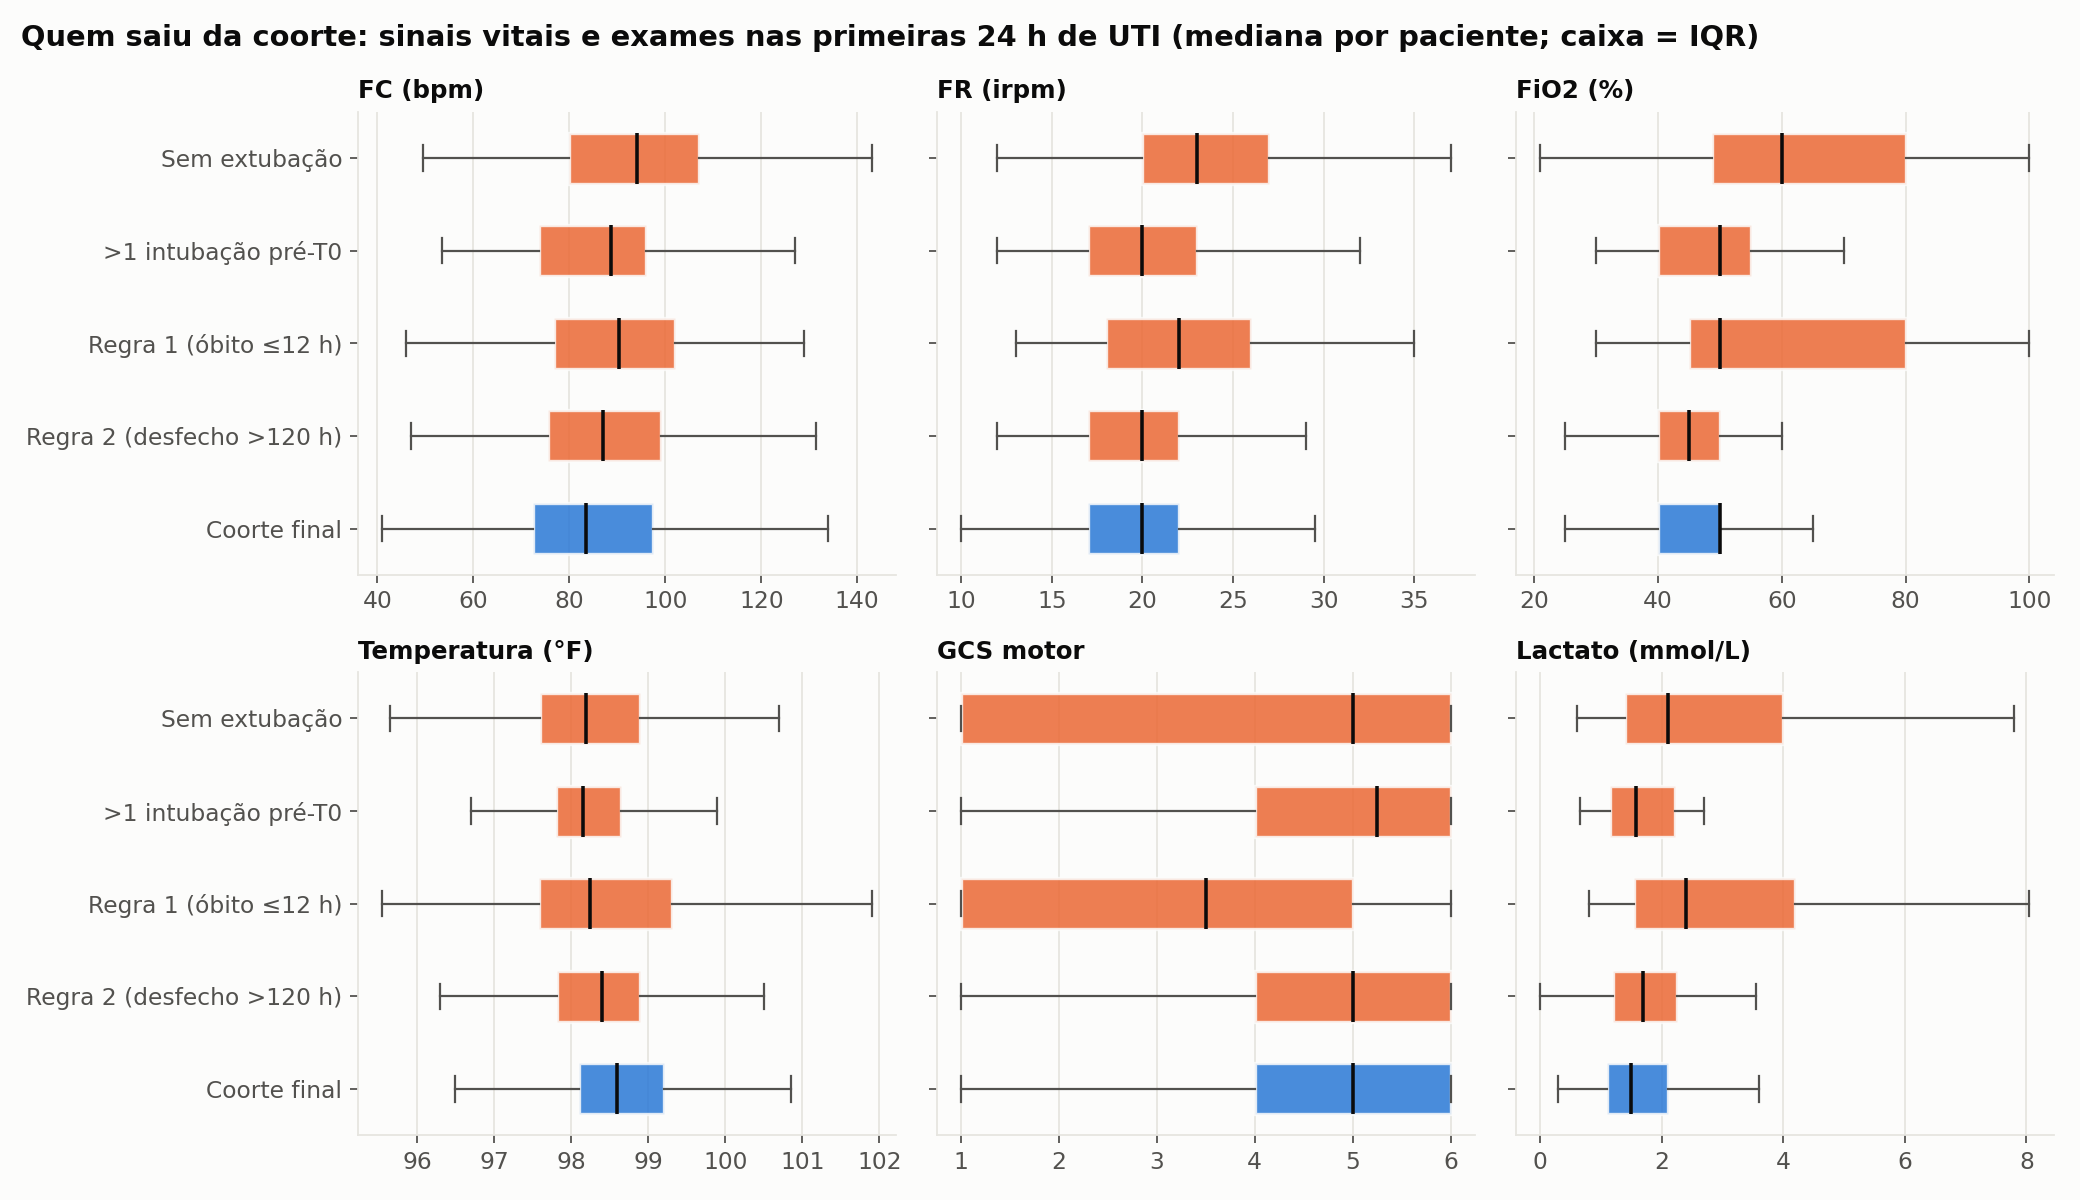 Quem saiu da coorte: sinais vitais e exames nas primeiras 24 h de UTI (mediana por paciente; caixa = IQR)
FC (bpm)
FR (irpm)
FiO2 (%)
Sem extubação
>1 intubação pré-T0
Regra 1 (óbito ≤12 h)
Regra 2 (desfecho >120 h)
Coorte final
40 60 80 100 120 140
10 15 20 25 30 35
20 40 60 80 100
Temperatura (°F)
GCS motor
Lactato (mmol/L)
Sem extubação
>1 intubação pré-T0
Regra 1 (óbito ≤12 h)
Regra 2 (desfecho >120 h)
Coorte final
96 97 98 99 100 101 102
1 2 3 4 5 6
0 2 4 6 8